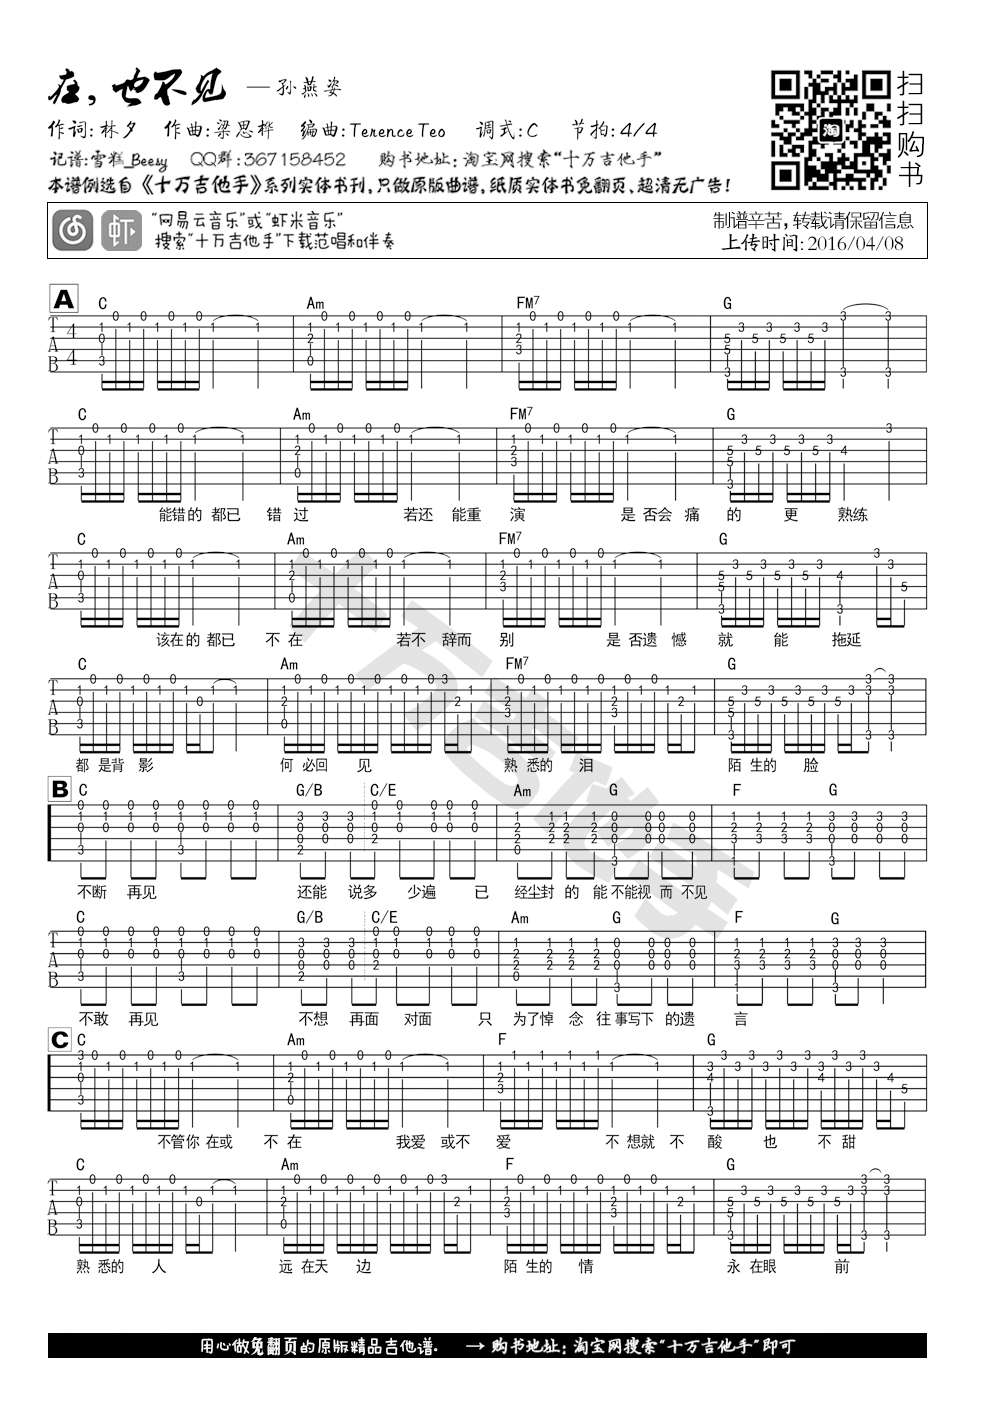 在，也不见 — 孙燕姿
作词:林夕 作曲:梁思桦 编曲:Terence Teo 调式:C 节拍:4/4
记谱:雪糕_Beesy QQ群:367158452 购书地址:淘宝网搜索“十万吉他手”
本谱例选自《十万吉他手》系列实体书刊,只做原版曲谱,纸质实体书免翻页、超清无广告!
扫扫购书
淘
虾
“网易云音乐”或“虾米音乐”
搜索“十万吉他手”下载范唱和伴奏
制谱辛苦,转载请保留信息
上传时间:2016/04/08
A C Am FM7 G
TAB 4/4
C Am FM7 G
TAB
能错的 都已 错 过 若还 能重 演 是 否会 痛 的 更 熟练
C Am FM7 G
TAB
该在的 都已 不 在 若不 辞而 别 是 否遗 憾 就 能 拖延
C Am FM7 G
TAB
都 是背 影 何 必回 见 熟 悉的 泪 陌 生的 脸
B C G/B C/E Am G F G
不断 再见 还能 说多 少遍 已 经尘封 的 能 不能视 而 不见
C G/B C/E Am G F G
TAB
不敢 再见 不想 再面 对面 只 为了悼 念 往 事写下 的遗 言
C C Am F G
不管你 在或 不 在 我爱 或不 爱 不 想就 不 酸 也 不 甜
C Am F G
TAB
熟 悉的 人 远 在天 边 陌 生的 情 永 在眼 前
十万吉他手
用心做免翻页的原版精品吉他谱. → 购书地址:淘宝网搜索“十万吉他手”即可